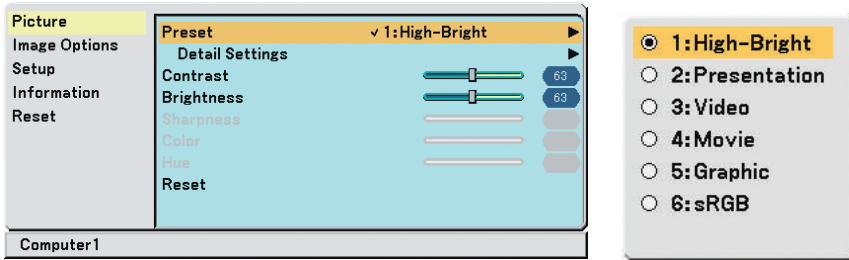 Picture
Image Options
Setup
Information
Reset
Preset ✓ 1:High-Bright
Detail Settings
Contrast 63
Brightness 63
Sharpness
Color
Hue
Reset
Computer1
1:High-Bright
2:Presentation
3:Video
4:Movie
5:Graphic
6:sRGB